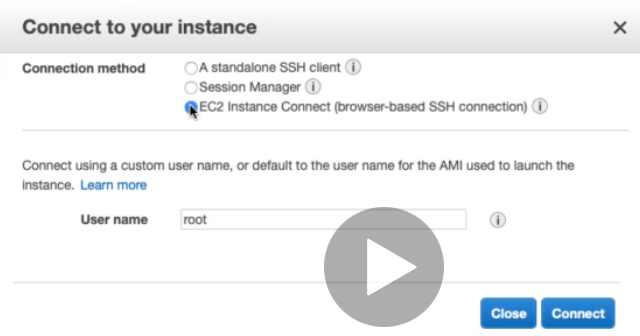 Connect to your instance
Connection method
A standalone SSH client
Session Manager
EC2 Instance Connect (browser-based SSH connection)
Connect using a custom user name, or default to the user name for the AMI used to launch the
instance. Learn more
User name root
Close Connect